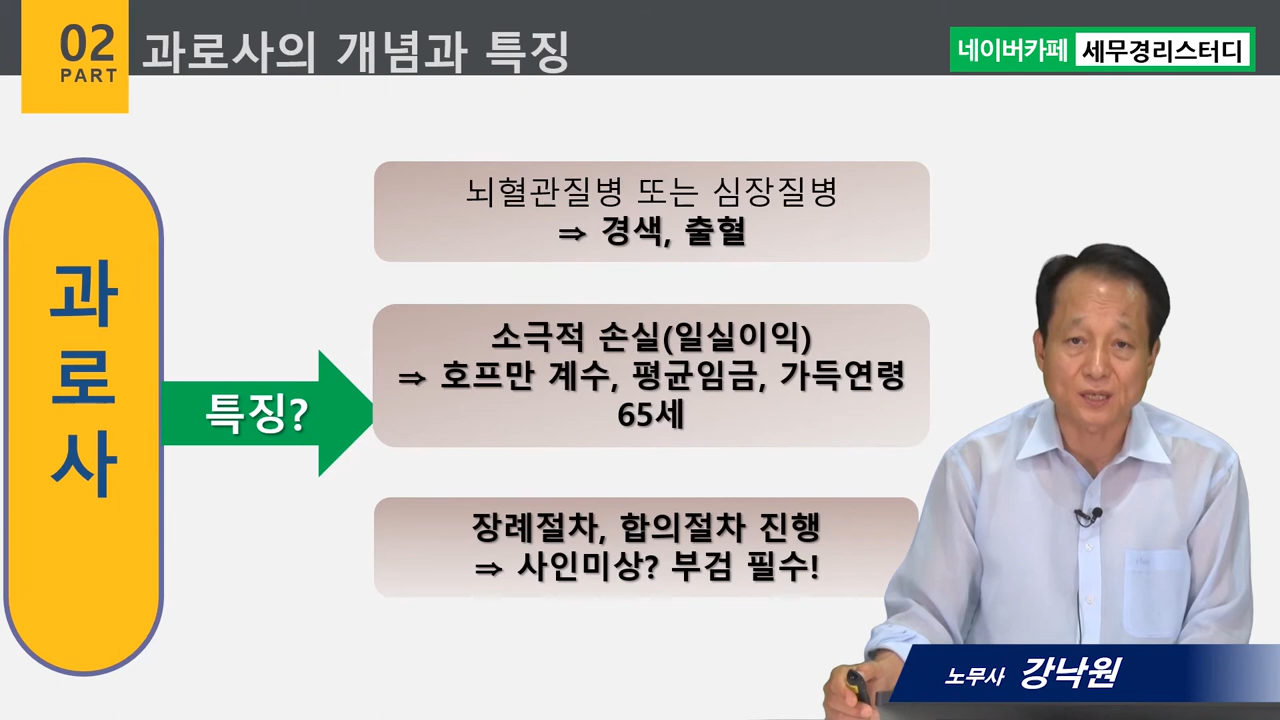 02
PART
과로사의 개념과 특징
네이버카페 세무경리스터디
과
로
사
특징?
뇌혈관질병 또는 심장질병
⇒ 경색, 출혈
소극적 손실(일실이익)
⇒ 호프만 계수, 평균임금, 가득연령
65세
장례절차, 합의절차 진행
⇒ 사인미상? 부검 필수!
노무사 강낙원